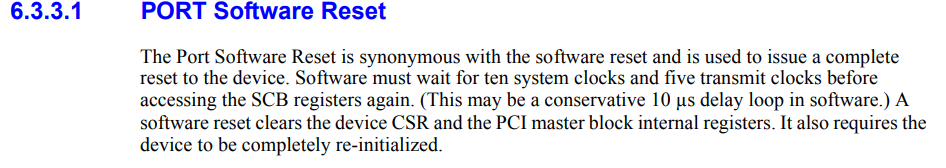 6.3.3.1 PORT Software Reset
The Port Software Reset is synonymous with the software reset and is used to issue a complete
reset to the device. Software must wait for ten system clocks and five transmit clocks before
accessing the SCB registers again. (This may be a conservative 10 µs delay loop in software.) A
software reset clears the device CSR and the PCI master block internal registers. It also requires the
device to be completely re-initialized.